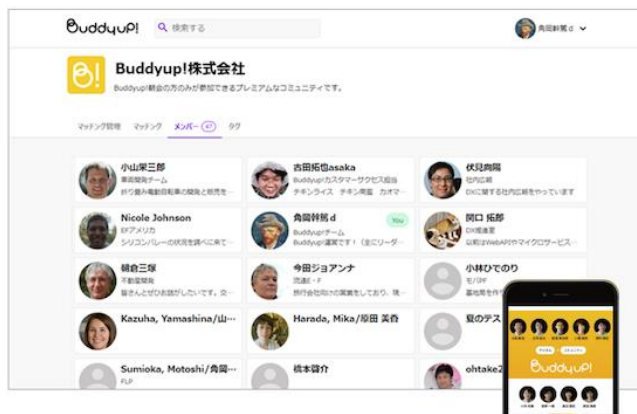 Buddyup!
検索する
角岡幹篤 d
B!
Buddyup!株式会社
Buddyup!朝会の方のみが参加できるプレミアムなコミュニティです。
マッチング管理 マッチング メンバー 47 タグ
小山栄三郎
車両開発チーム
折り畳み電動自転車の開発と販売を…
古田拓也asaka
Buddyup!カスタマーサクセス担当
チキンライス チキン南蛮 カオマ…
伏見向陽
社内広報
DXに関する社内広報をやっています
Nicole Johnson
EFアメリカ
シリコンバレーの状況を調べに来て…
角岡幹篤 d
You
Buddyup!チーム
Buddyup!運営です！（主にリーダ…
関口 拓郎
DX推進室
以前はWebAPIやマイクロサービス…
朝倉三塚
不動産開発
皆さんとぜひお話がしたいです。交…
今田ジョアンナ
流通E・F
旅行会社向けの営業をしており、現…
小林ひでのり
モバ5F
基地局を作り
Kazuha, Yamashina/山…
Harada, Mika/原田 美香
夏のテス
Sumioka, Motoshi/角岡…
FLP
橋本啓介
ohtake2
Buddyup!